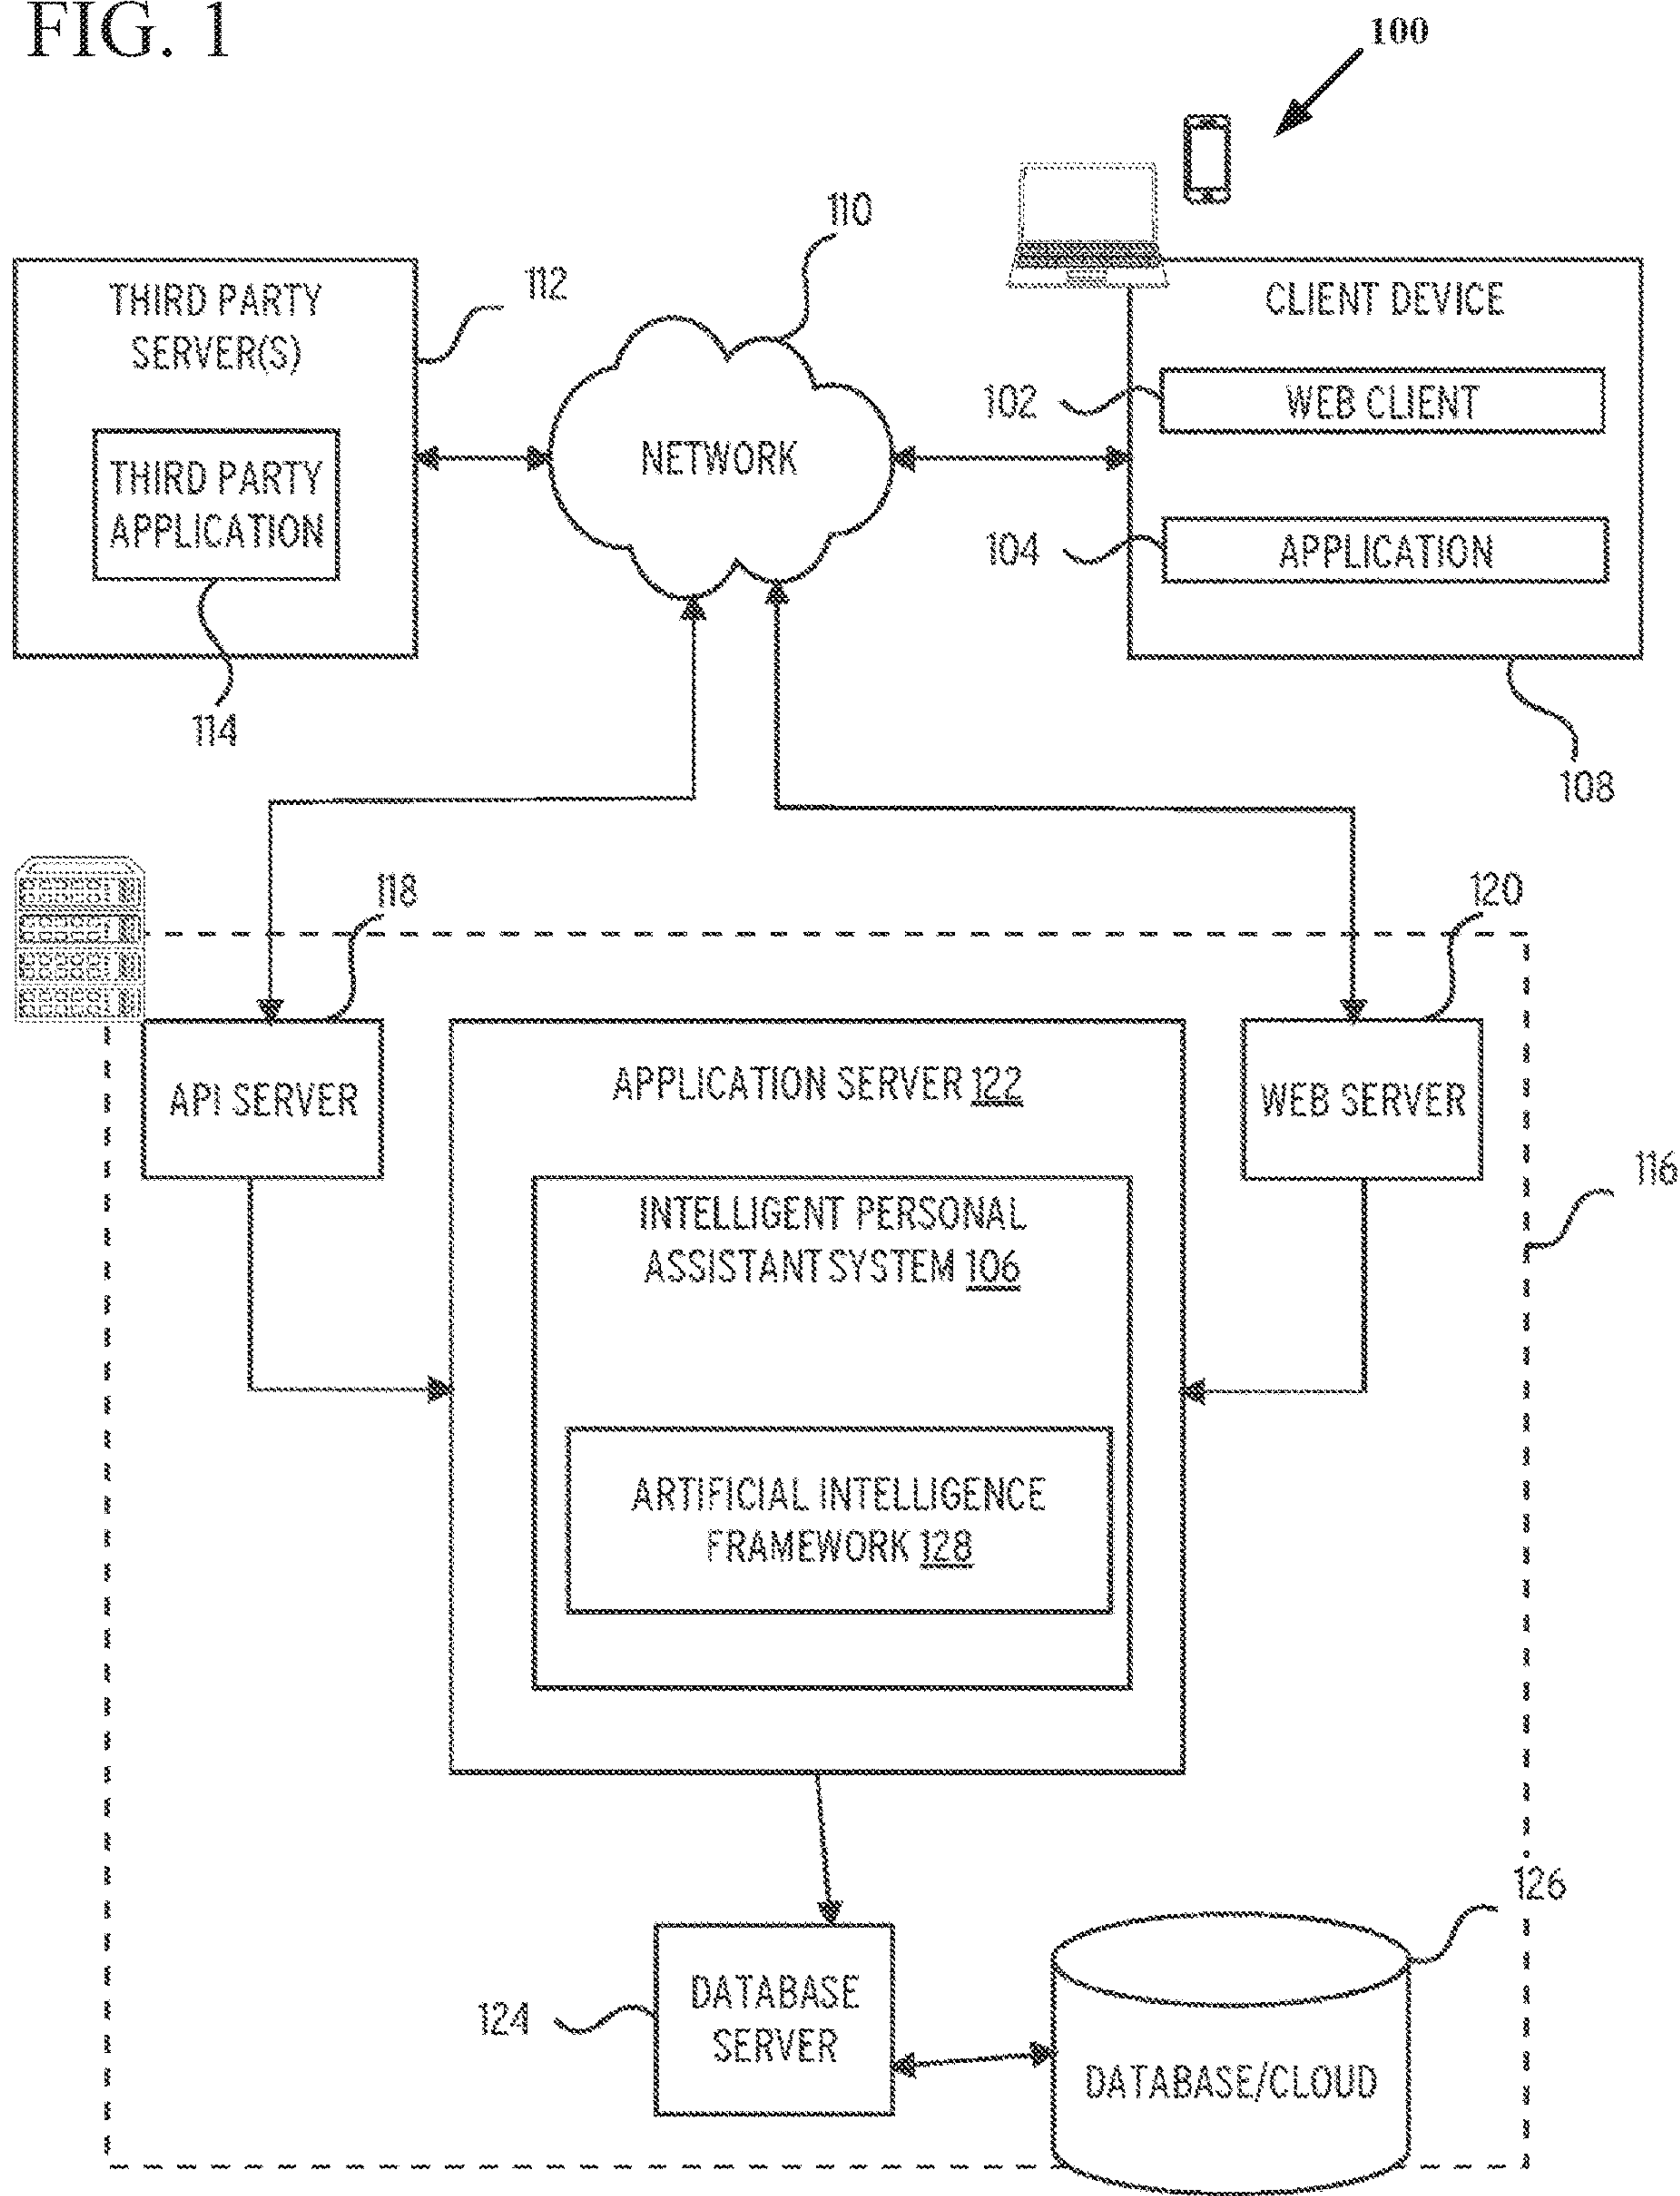 FIG. 1
100
110
112
THIRD PARTY
SERVER(S)
CLIENT DEVICE
102
WEB CLIENT
NETWORK
THIRD PARTY
APPLICATION
104
APPLICATION
114
108
118
120
API SERVER
APPLICATION SERVER 122
WEB SERVER
116
INTELLIGENT PERSONAL
ASSISTANT SYSTEM 106
ARTIFICIAL INTELLIGENCE
FRAMEWORK 128
126
124
DATABASE
SERVER
DATABASE/CLOUD